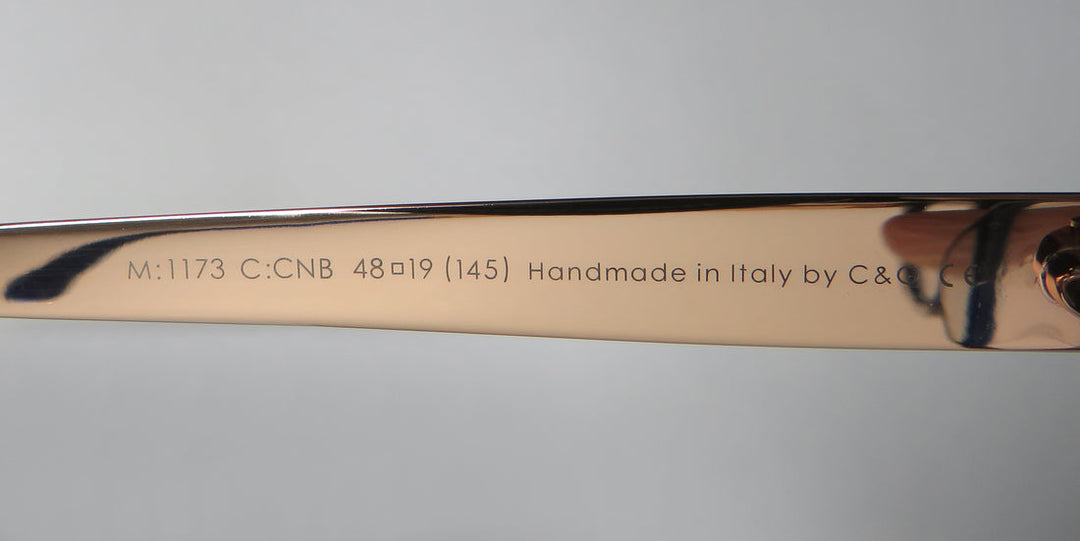 M:1173 C:CNB 48□19 (145) Handmade in Italy by C&G CE